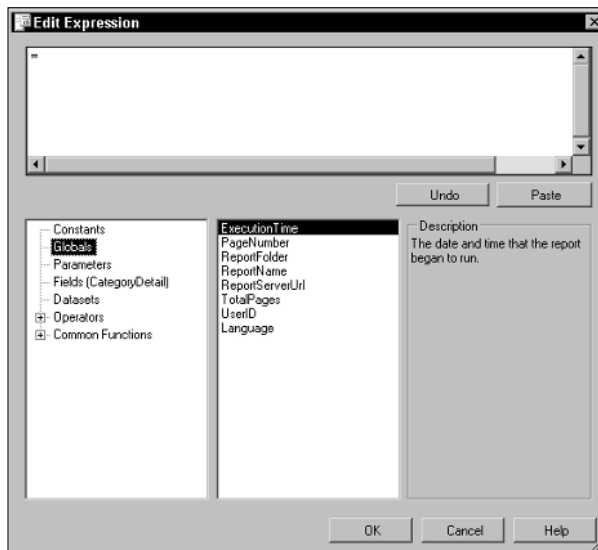 Edit Expression
=
Undo
Paste
Constants
Globals
Parameters
Fields (CategoryDetail)
Datasets
Operators
Common Functions
ExecutionTime
PageNumber
ReportFolder
ReportName
ReportServerUrl
TotalPages
UserID
Language
Description
The date and time that the report
began to run.
OK
Cancel
Help